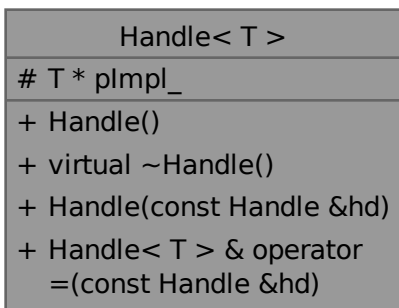 Handle< T >
# T * pImpl_
+ Handle()
+ virtual ~Handle()
+ Handle(const Handle &hd)
+ Handle< T > & operator
=(const Handle &hd)